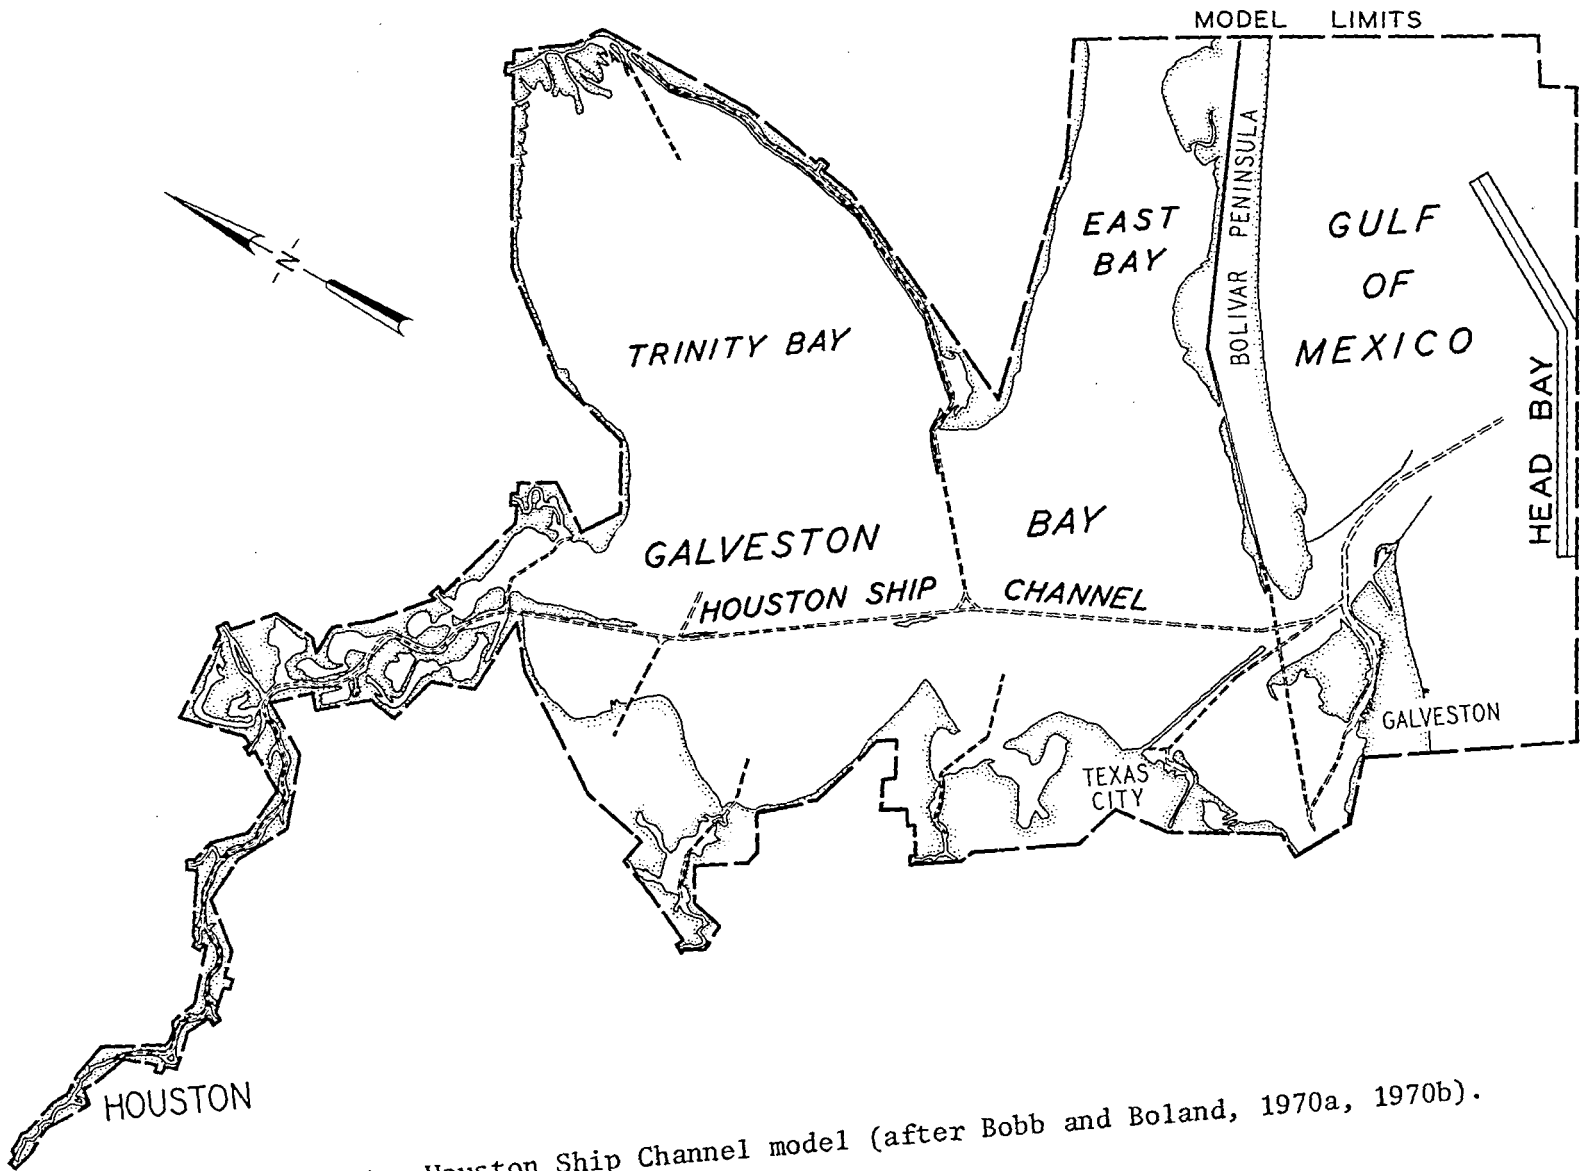 MODEL LIMITS
N
EAST
BAY
BOLIVAR PENINSULA
GULF
OF
MEXICO
TRINITY BAY
HEAD BAY
GALVESTON BAY
HOUSTON SHIP CHANNEL
GALVESTON
TEXAS
CITY
HOUSTON
Houston Ship Channel model (after Bobb and Boland, 1970a, 1970b).